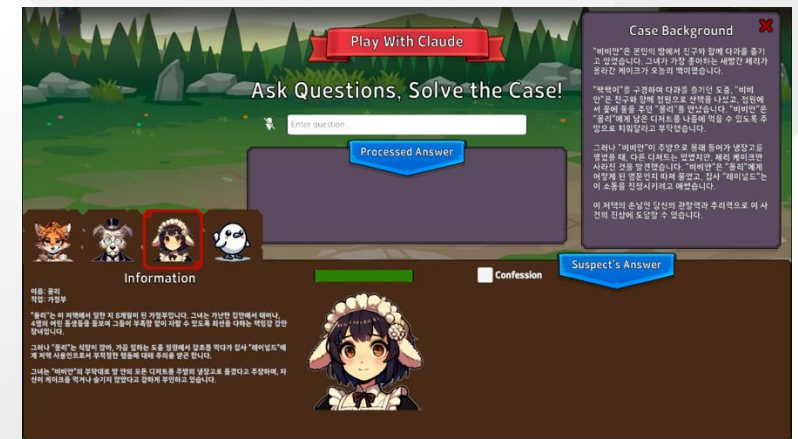 Play With Claude
Ask Questions, Solve the Case!
Enter question...
Processed Answer
Case Background
"비비안"은 본인의 방에서 친구와 함께 다과를 즐기
고 있었습니다. 그녀가 가장 좋아하는 새빨간 체리가
올라간 케이크가 오늘의 백미였습니다.
"짹짹이"를 구경하며 다과를 즐기던 도중, "비비
안"은 친구와 함께 정원으로 산책을 나섰고, 정원에
서 꽃에 물을 주던 "몰리"를 만났습니다. "비비안"은
"몰리"에게 남은 디저트를 나중에 먹을 수 있도록 주
방으로 치워달라고 부탁했습니다.
그러나 "비비안"이 주방으로 몰래 들어가 냉장고를
열었을 때, 다른 디저트는 있었지만, 체리 케이크만
사라진 것을 발견했습니다. "비비안"은 "몰리"에게
어떻게 된 영문인지 따져 물었고, 집사 "레이널드"는
이 소동을 진정시키려고 애썼습니다.
이 저택의 손님인 당신의 관찰력과 추리력으로 이 사
건의 진상에 도달할 수 있습니다.
Information
이름: 몰리
직업: 가정부
"몰리"는 이 저택에서 일한 지 8개월이 된 가정부입니다. 그녀는 가난한 집안에서 태어나,
4명의 어린 동생들을 돌보며 그들이 부족함 없이 자랄 수 있도록 최선을 다하는 책임감 강한
장녀입니다.
그러나 "몰리"는 식탐이 많아, 가끔 일하는 도중 정원에서 잡초를 먹다가 집사 "레이널드"에
게 저택 사용인으로서 부적절한 행동에 대해 주의를 받곤 합니다.
그녀는 "비비안"의 부탁대로 방 안의 모든 디저트를 주방의 냉장고로 옮겼다고 주장하며, 자
신이 케이크를 먹거나 숨기지 않았다고 강하게 부인하고 있습니다.
Confession
Suspect's Answer